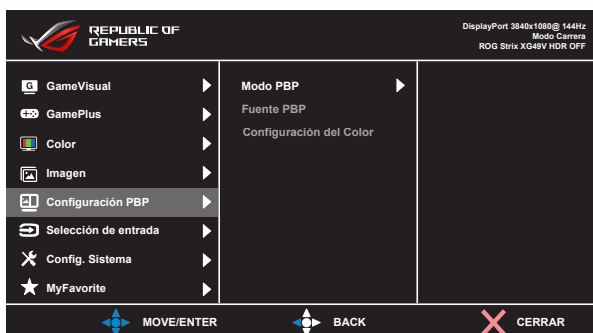 REPUBLIC OF
GAMERS
DisplayPort 3840x1080@ 144Hz
Modo Carrera
ROG Strix XG49V HDR OFF
G GameVisual
GamePlus
Color
Imagen
Configuración PBP
Selección de entrada
Config. Sistema
MyFavorite
Modo PBP
Fuente PBP
Configuración del Color
MOVE/ENTER
BACK
CERRAR